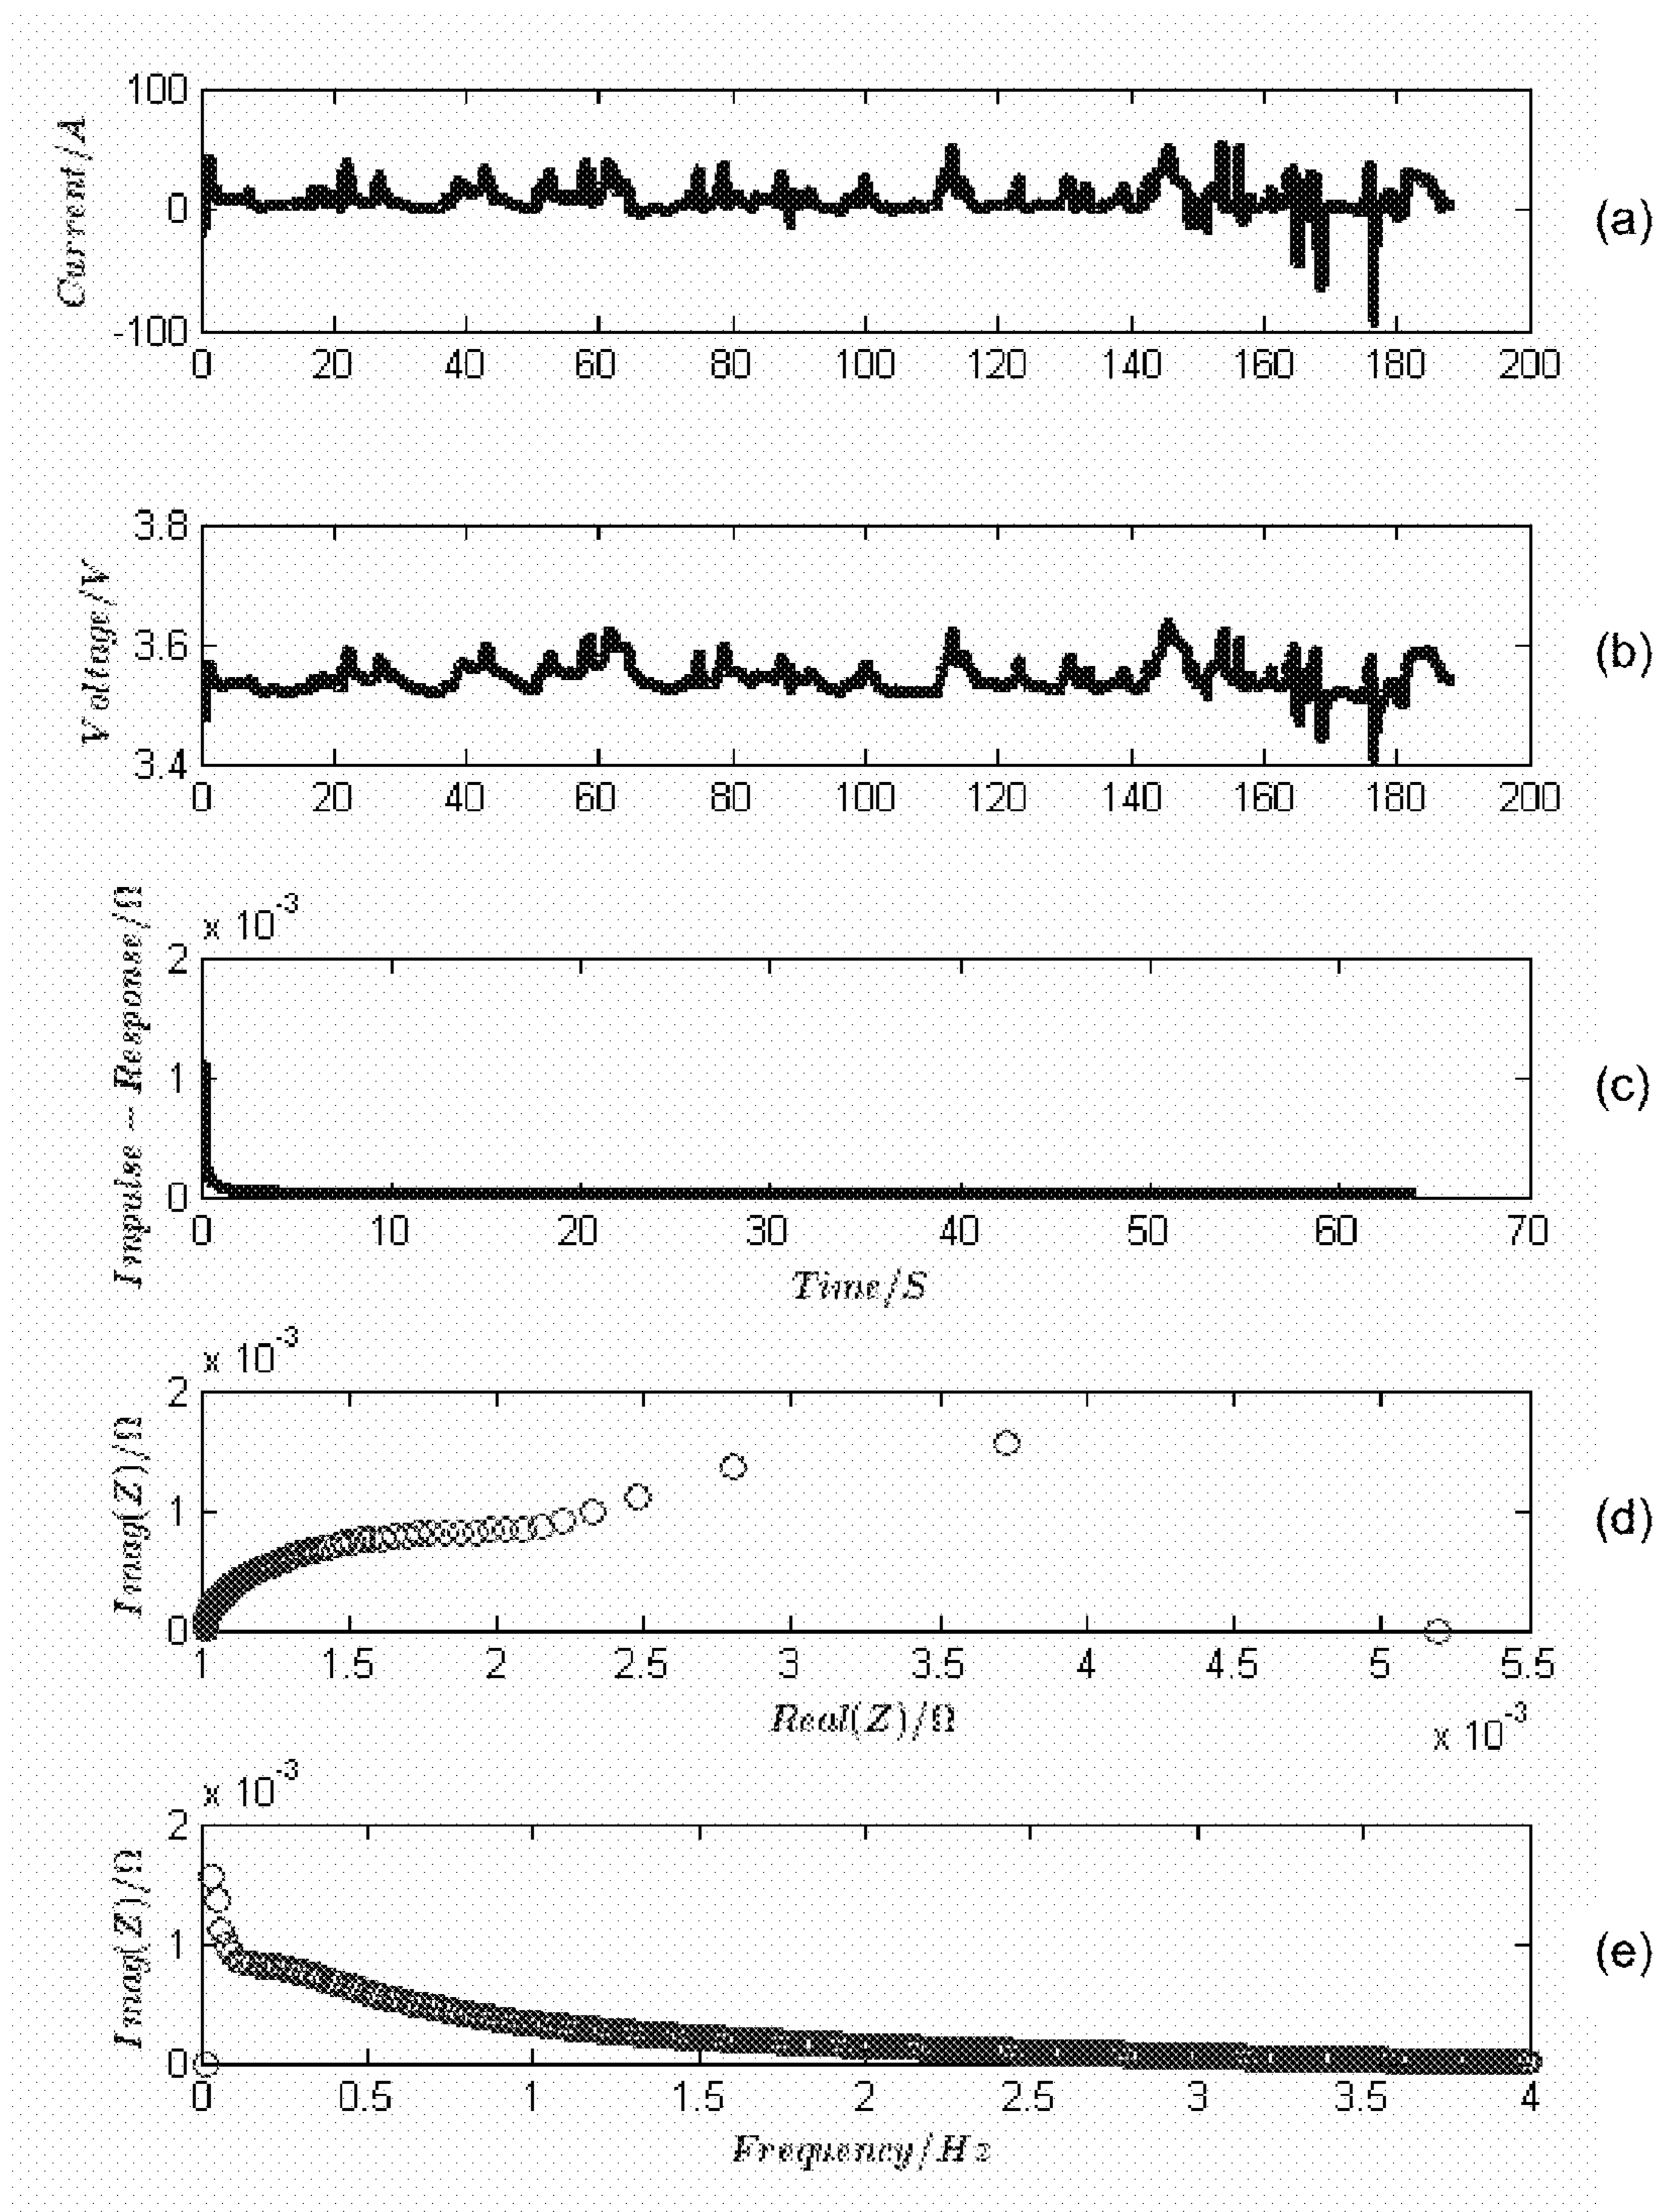 100
0
-100
Current/A
0 20 40 60 80 100 120 140 160 180 200
(a)
3.8
3.6
3.4
Voltage/V
0 20 40 60 80 100 120 140 160 180 200
(b)
x 10-3
2
1
0
Impulse - Response/Ω
0 10 20 30 40 50 60 70
Time/S
(c)
x 10-3
2
1
0
Imag(Z)/Ω
1 1.5 2 2.5 3 3.5 4 4.5 5 5.5
Real(Z)/Ω
x 10-3
(d)
x 10-3
2
1
0
Imag(Z)/Ω
0 0.5 1 1.5 2 2.5 3 3.5 4
Frequency/Hz
(e)